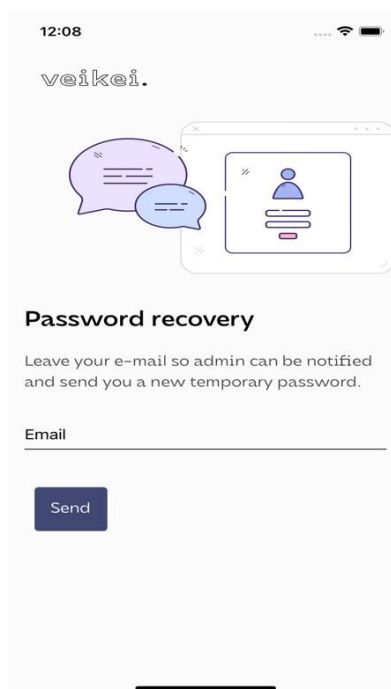 12:08
veikei.
Password recovery
Leave your e-mail so admin can be notified
and send you a new temporary password.
Email
Send